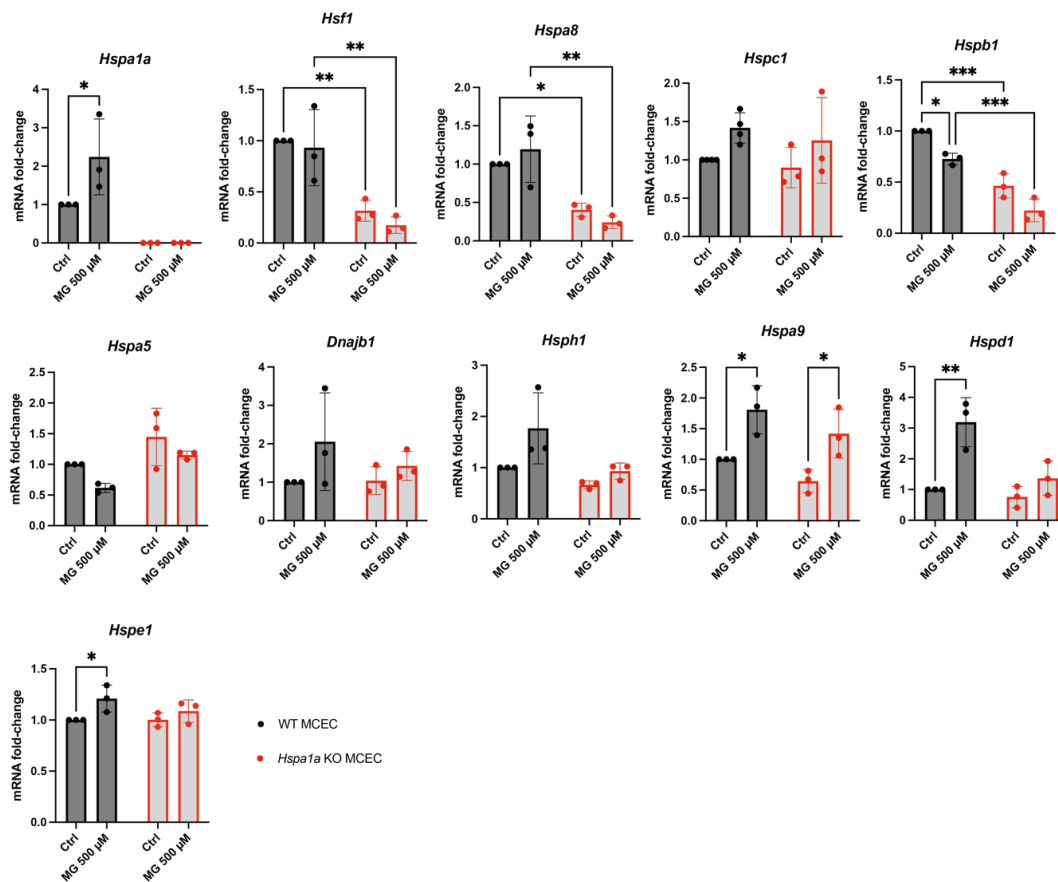 Hspa1a
mRNA fold-change
4
3
2
1
0
*
Ctrl
MG 500 µM
Ctrl
MG 500 µM
Hsf1
mRNA fold-change
1.5
1.0
0.5
0.0
**
**
Ctrl
MG 500 µM
Ctrl
MG 500 µM
Hspa8
mRNA fold-change
2.0
1.5
1.0
0.5
0.0
**
*
Ctrl
MG 500 µM
Ctrl
MG 500 µM
Hspc1
mRNA fold-change
2.0
1.5
1.0
0.5
0.0
Ctrl
MG 500 µM
Ctrl
MG 500 µM
Hspb1
mRNA fold-change
1.5
1.0
0.5
0.0
***
*
***
Ctrl
MG 500 µM
Ctrl
MG 500 µM
Hspa5
mRNA fold-change
2.5
2.0
1.5
1.0
0.5
0.0
Ctrl
MG 500 µM
Ctrl
MG 500 µM
Dnajb1
mRNA fold-change
4
3
2
1
0
Ctrl
MG 500 µM
Ctrl
MG 500 µM
Hsph1
mRNA fold-change
3
2
1
0
Ctrl
MG 500 µM
Ctrl
MG 500 µM
Hspa9
mRNA fold-change
2.5
2.0
1.5
1.0
0.5
0.0
*
*
Ctrl
MG 500 µM
Ctrl
MG 500 µM
Hspd1
mRNA fold-change
5
4
3
2
1
0
**
Ctrl
MG 500 µM
Ctrl
MG 500 µM
Hspe1
mRNA fold-change
1.5
1.0
0.5
0.0
*
Ctrl
MG 500 µM
Ctrl
MG 500 µM
WT MCEC
Hspa1a KO MCEC